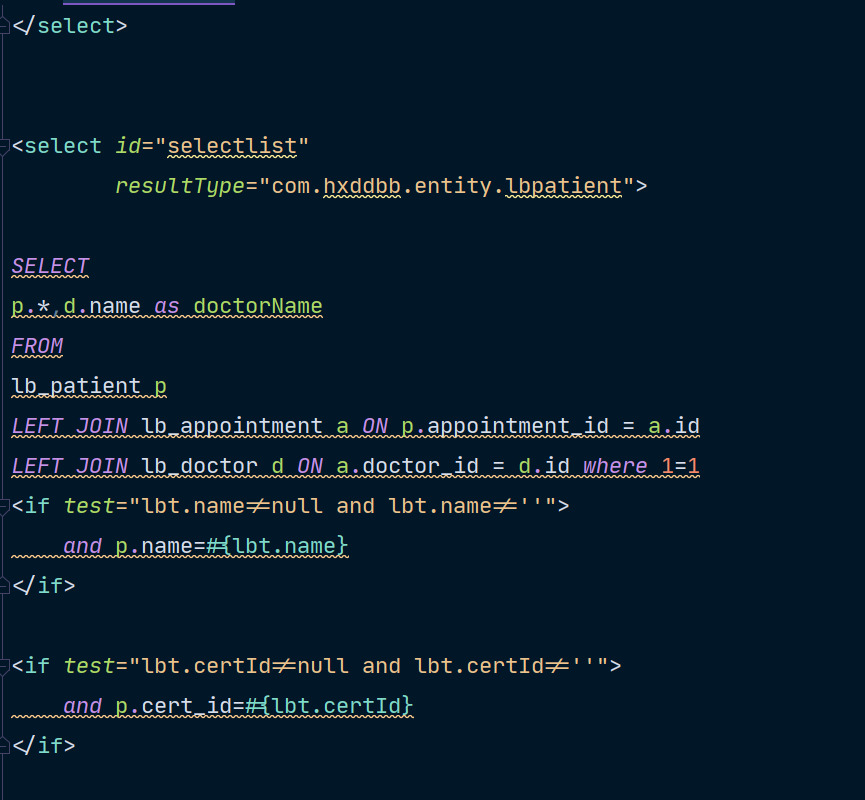 </select>
<select id="selectlist"
resultType="com.hxddbb.entity.lbpatient">
SELECT
p.*,d.name as doctorName
FROM
lb_patient p
LEFT JOIN lb_appointment a ON p.appointment_id = a.id
LEFT JOIN lb_doctor d ON a.doctor_id = d.id where 1=1
<if test="lbt.name!=null and lbt.name!=''">
and p.name=#{lbt.name}
</if>
<if test="lbt.certId!=null and lbt.certId!=''">
and p.cert_id=#{lbt.certId}
</if>